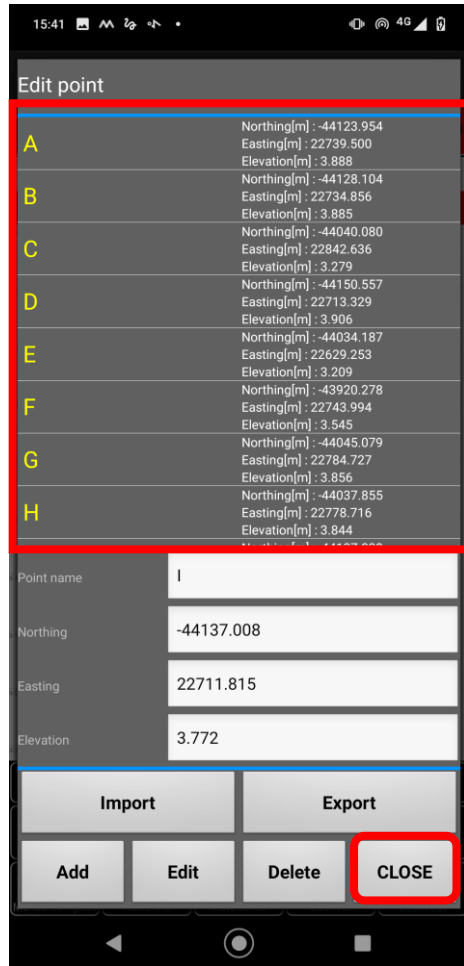 15:41 4G
Edit point
A
Northing[m] : -44123.954
Easting[m] : 22739.500
Elevation[m] : 3.888
B
Northing[m] : -44128.104
Easting[m] : 22734.856
Elevation[m] : 3.885
C
Northing[m] : -44040.080
Easting[m] : 22842.636
Elevation[m] : 3.279
D
Northing[m] : -44150.557
Easting[m] : 22713.329
Elevation[m] : 3.906
E
Northing[m] : -44034.187
Easting[m] : 22629.253
Elevation[m] : 3.209
F
Northing[m] : -43920.278
Easting[m] : 22743.994
Elevation[m] : 3.545
G
Northing[m] : -44045.079
Easting[m] : 22784.727
Elevation[m] : 3.856
H
Northing[m] : -44037.855
Easting[m] : 22778.716
Elevation[m] : 3.844
Point name I
Northing -44137.008
Easting 22711.815
Elevation 3.772
Import Export
Add Edit Delete CLOSE